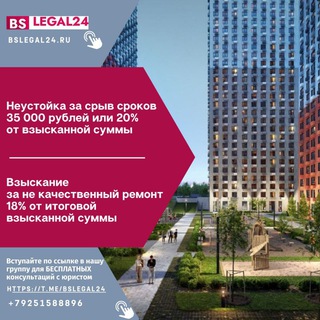 BS LEGAL24
BSLEGAL24.RU
Неустойка за срыв сроков
35 000 рублей или 20%
от взысканной суммы
Взыскание
за не качественный ремонт
18% от итоговой
взысканной суммы
Вступайте по ссылке в нашу
группу для БЕСПЛАТНЫХ
консультаций с юристом
HTTPS://T.ME/BSLEGAL24
+79251588896